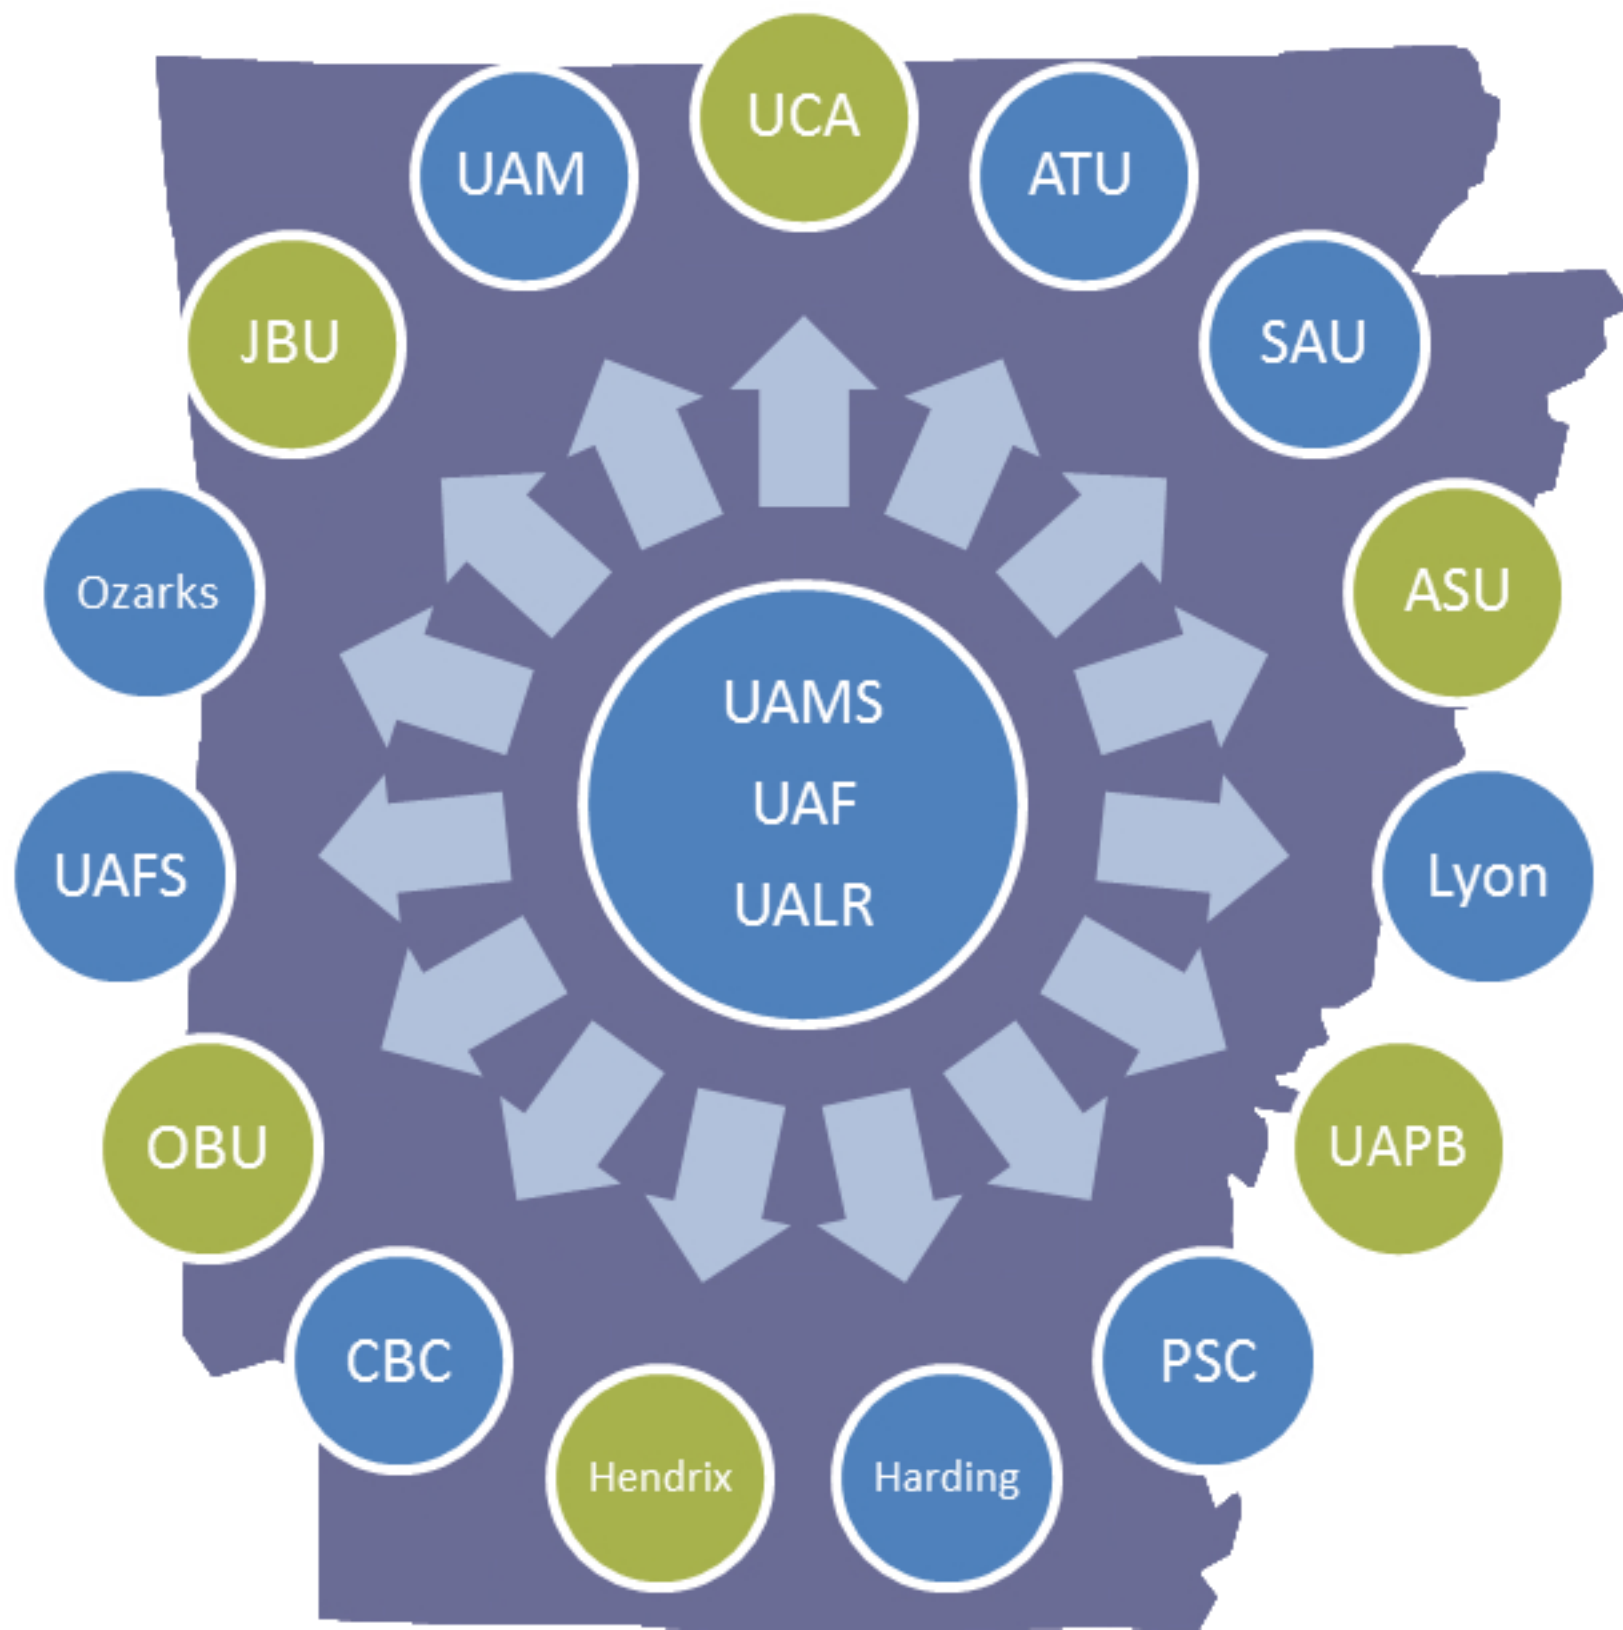 UCA
UAM
ATU
JBU
SAU
Ozarks
ASU
UAMS
UAF
UALR
UAFS
Lyon
OBU
UAPB
CBC
PSC
Hendrix
Harding